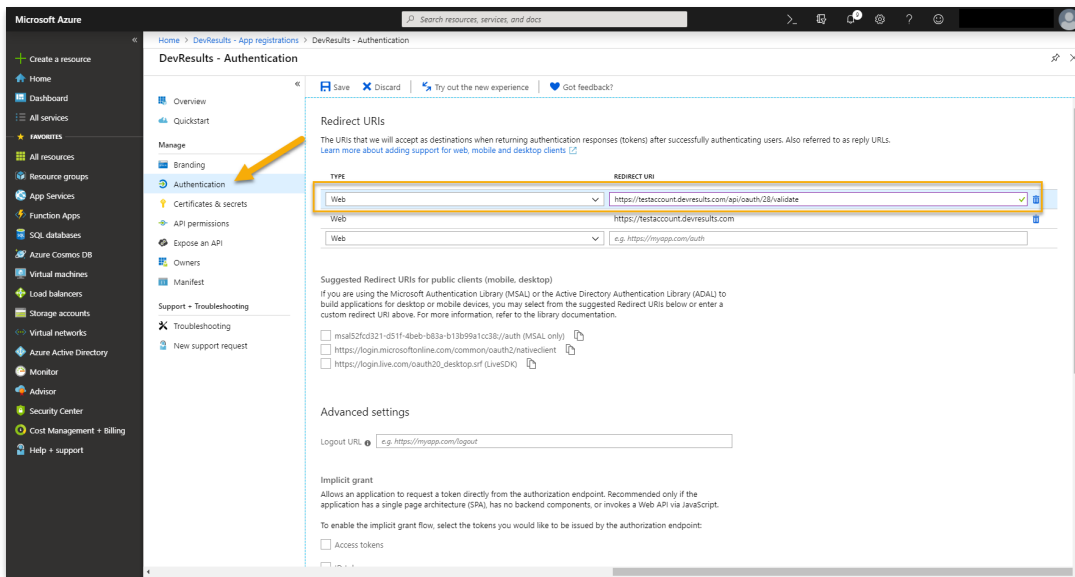 Microsoft Azure
Search resources, services, and docs
9
Home > DevResults - App registrations > DevResults - Authentication
DevResults - Authentication
Create a resource
Home
Dashboard
All services
FAVORITES
All resources
Resource groups
App Services
Function Apps
SQL databases
Azure Cosmos DB
Virtual machines
Load balancers
Storage accounts
Virtual networks
Azure Active Directory
Monitor
Advisor
Security Center
Cost Management + Billing
Help + support
Overview
Quickstart
Manage
Branding
Authentication
Certificates & secrets
API permissions
Expose an API
Owners
Manifest
Support + Troubleshooting
Troubleshooting
New support request
Save Discard Try out the new experience Got feedback?
Redirect URIs
The URIs that we will accept as destinations when returning authentication responses (tokens) after successfully authenticating users. Also referred to as reply URLs.
Learn more about adding support for web, mobile and desktop clients
TYPE REDIRECT URI
Web https://testaccount.devresults.com/api/oauth/28/validate
Web https://testaccount.devresults.com
Web e.g. https://myapp.com/auth
Suggested Redirect URIs for public clients (mobile, desktop)
If you are using the Microsoft Authentication Library (MSAL) or the Active Directory Authentication Library (ADAL) to
build applications for desktop or mobile devices, you may select from the suggested Redirect URIs below or enter a
custom redirect URI above. For more information, refer to the library documentation.
msal52fcd321-d51f-4beb-b83a-b13b99a1cc38://auth (MSAL only)
https://login.microsoftonline.com/common/oauth2/nativeclient
https://login.live.com/oauth20_desktop.srf (LiveSDK)
Advanced settings
Logout URL e.g. https://myapp.com/logout
Implicit grant
Allows an application to request a token directly from the authorization endpoint. Recommended only if the
application has a single page architecture (SPA), has no backend components, or invokes a Web API via JavaScript.
To enable the implicit grant flow, select the tokens you would like to be issued by the authorization endpoint:
Access tokens